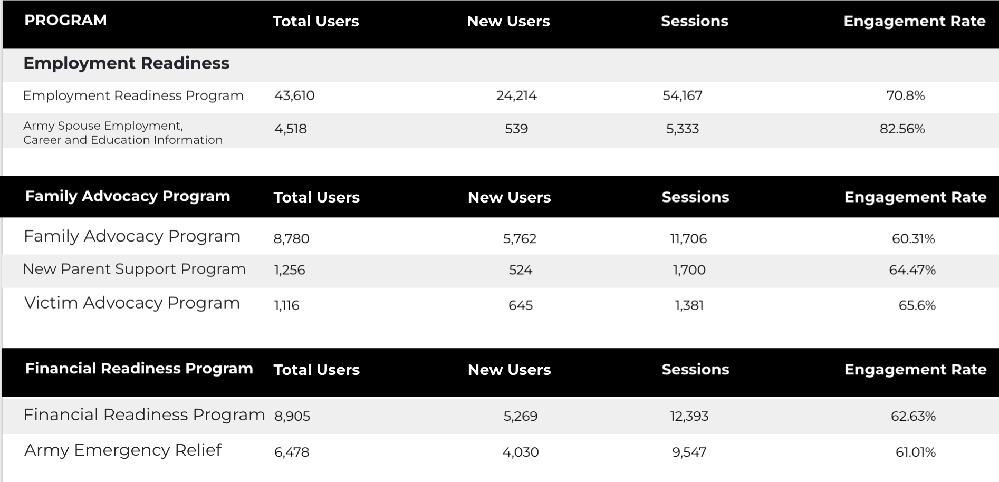 PROGRAM Total Users New Users Sessions Engagement Rate
Employment Readiness
Employment Readiness Program 43,610 24,214 54,167 70.8%
Army Spouse Employment,
Career and Education Information 4,518 539 5,333 82.56%
Family Advocacy Program Total Users New Users Sessions Engagement Rate
Family Advocacy Program 8,780 5,762 11,706 60.31%
New Parent Support Program 1,256 524 1,700 64.47%
Victim Advocacy Program 1,116 645 1,381 65.6%
Financial Readiness Program Total Users New Users Sessions Engagement Rate
Financial Readiness Program 8,905 5,269 12,393 62.63%
Army Emergency Relief 6,478 4,030 9,547 61.01%